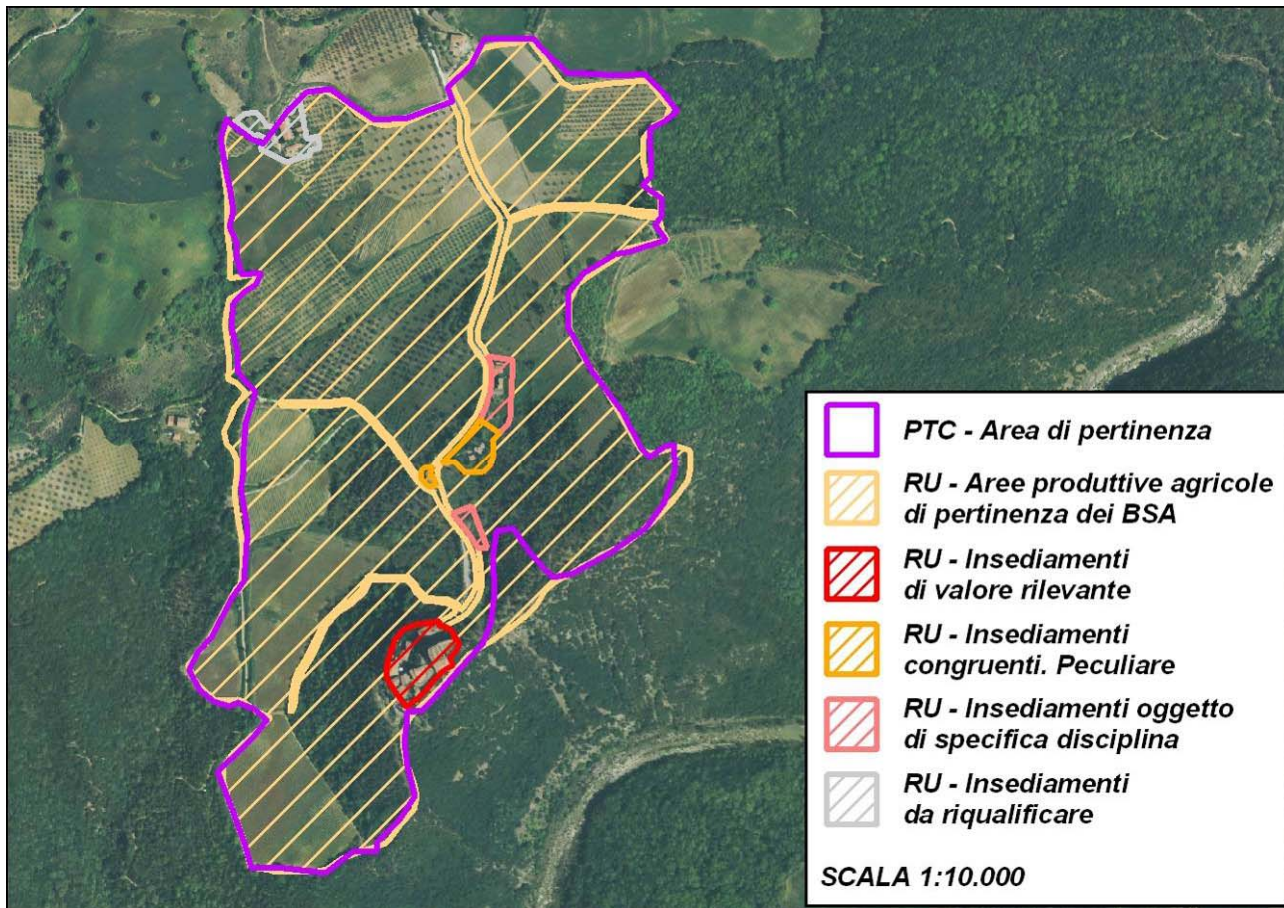 PTC - Area di pertinenza
RU - Aree produttive agricole
di pertinenza dei BSA
RU - Insediamenti
di valore rilevante
RU - Insediamenti
congruenti. Peculiare
RU - Insediamenti oggetto
di specifica disciplina
RU - Insediamenti
da riqualificare
SCALA 1:10.000